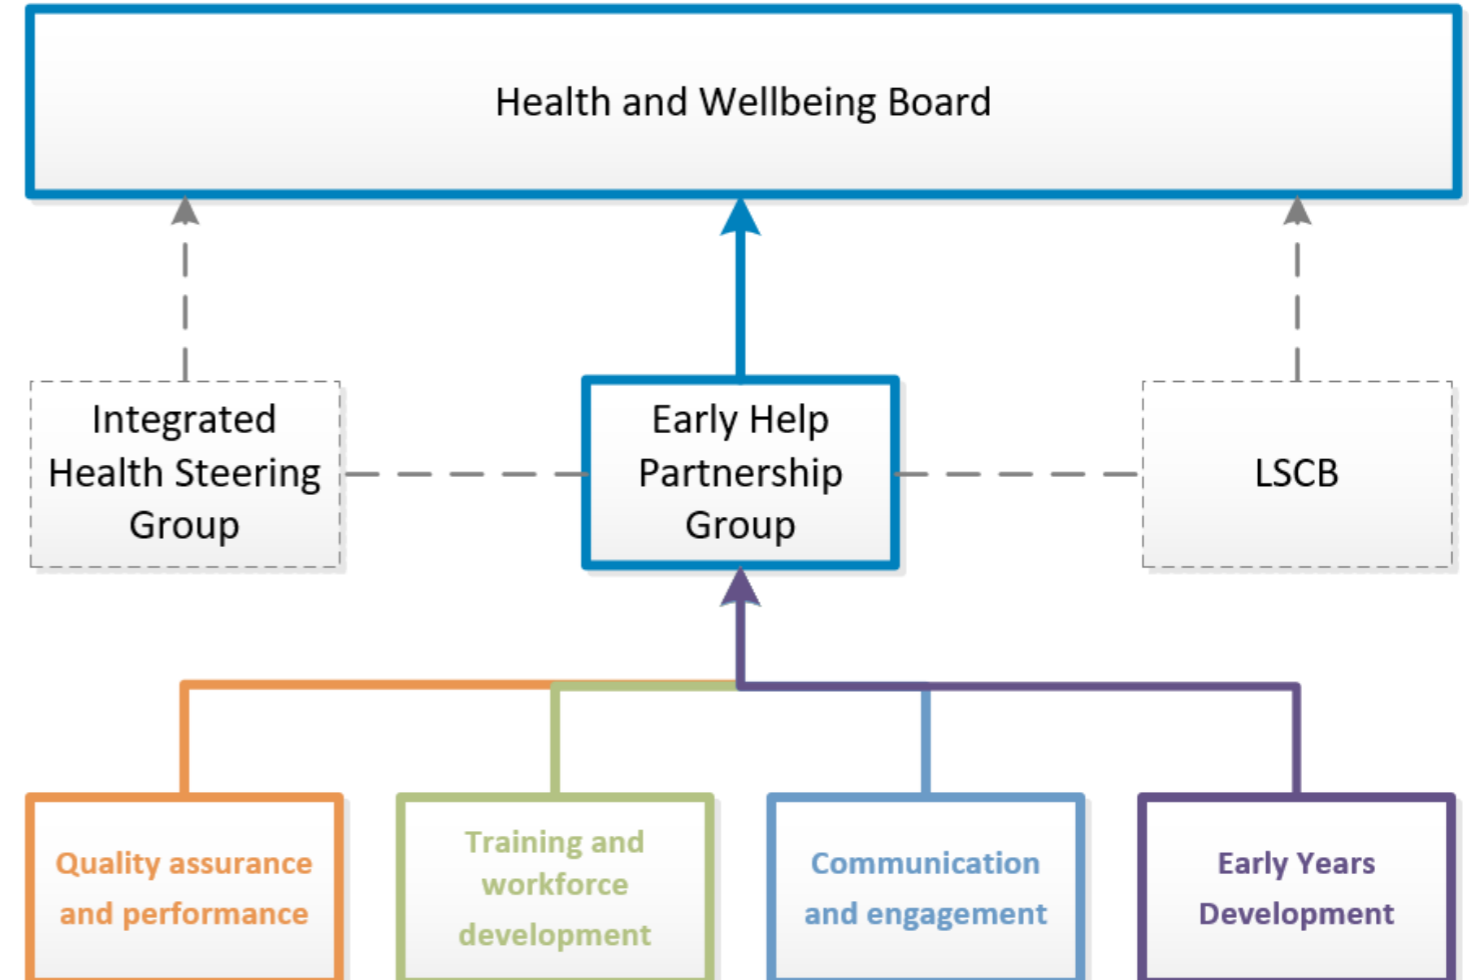 Health and Wellbeing Board
Integrated
Health Steering
Group
Early Help
Partnership
Group
LSCB
Quality assurance
and performance
Training and
workforce
development
Communication
and engagement
Early Years
Development